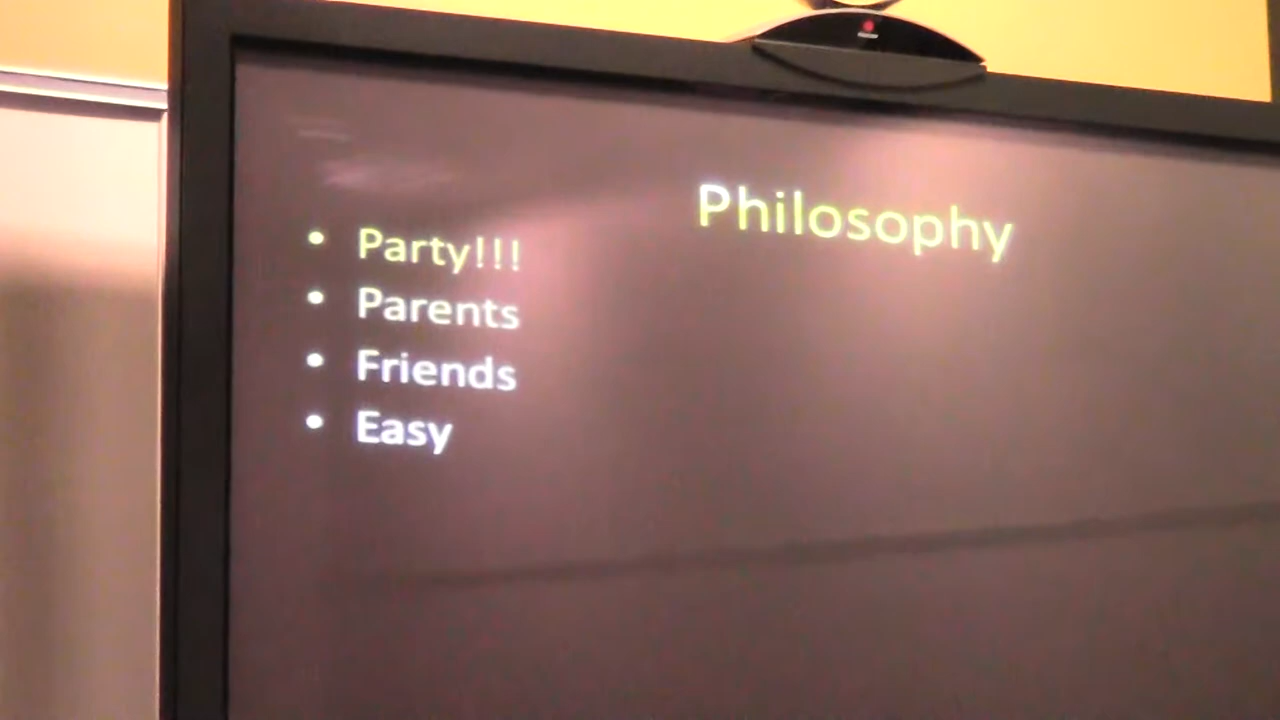 Philosophy
• Party!!!
• Parents
• Friends
• Easy